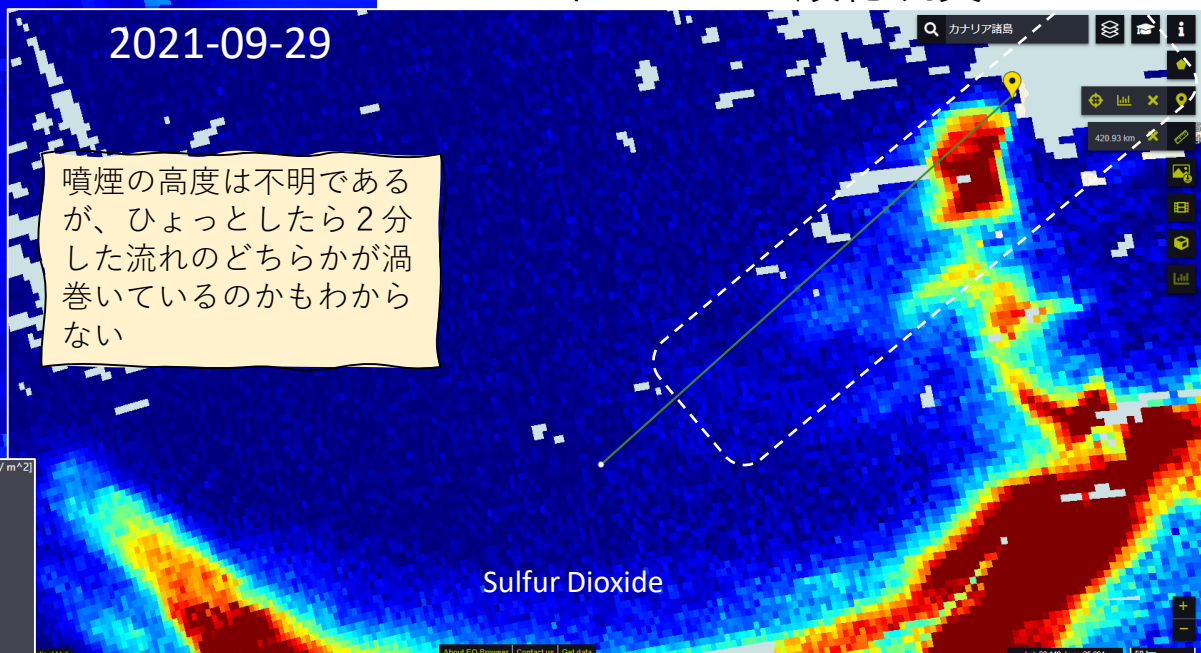 2021-09-29
カナリア諸島
420.93 km
噴煙の高度は不明である
が、ひょっとしたら２分
した流れのどちらかが渦
巻いているのかもわから
ない
/ m^2]
Sulfur Dioxide
About EO Browser | Contact us | Get data
50 km